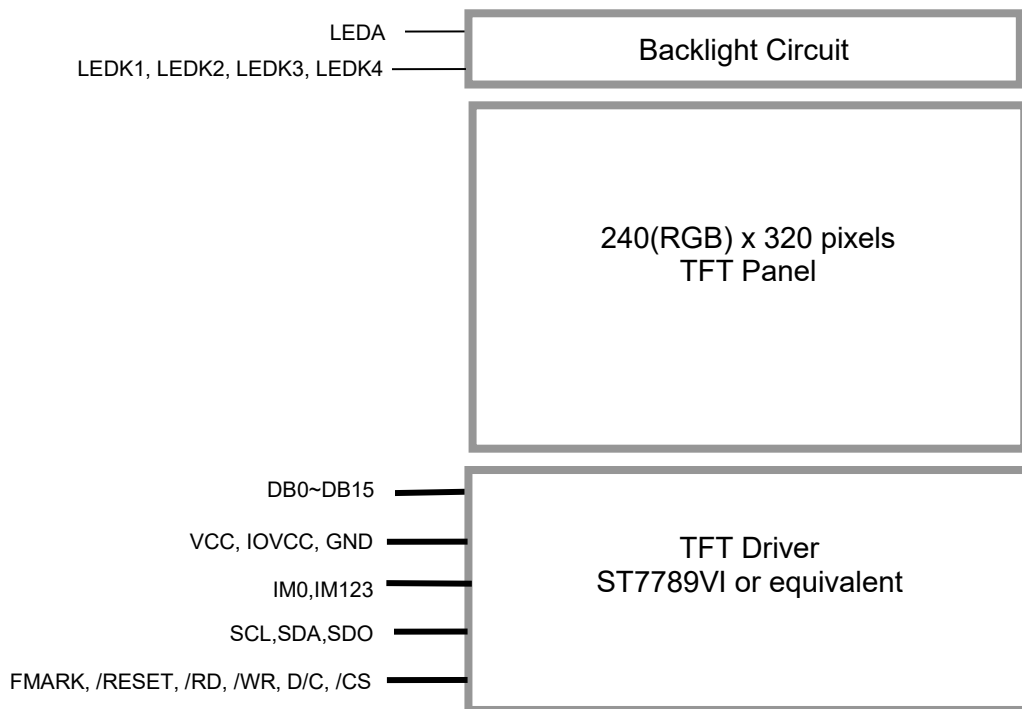 LEDA
LEDK1, LEDK2, LEDK3, LEDK4
Backlight Circuit
240(RGB) x 320 pixels
TFT Panel
DB0~DB15
VCC, IOVCC, GND
IM0,IM123
SCL,SDA,SDO
FMARK, /RESET, /RD, /WR, D/C, /CS
TFT Driver
ST7789VI or equivalent